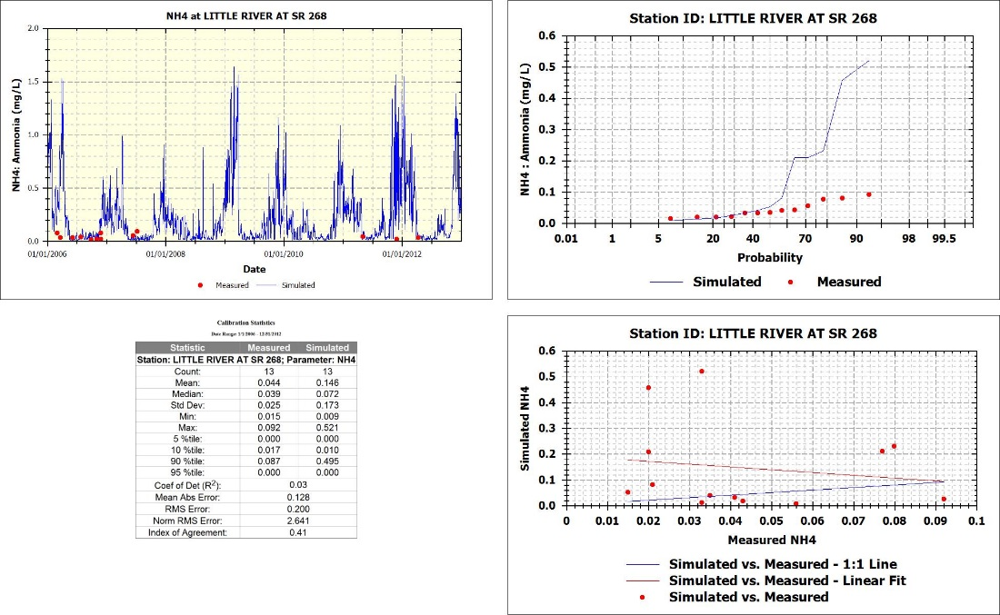 NH4 at LITTLE RIVER AT SR 268
NH4: Ammonia (mg/L)
2.0
1.5
1.0
0.5
0.0
01/01/2006
01/01/2008
01/01/2010
01/01/2012
Date
Measured
Simulated
Station ID: LITTLE RIVER AT SR 268
NH4 : Ammonia (mg/L)
0.6
0.5
0.4
0.3
0.2
0.1
0.0
0.01 1 5 20 40 70 90 98 99.5
Probability
Simulated Measured
Calibration Statistics
Date Range: 1/1/2006 - 12/31/2012
Statistic Measured Simulated
Station: LITTLE RIVER AT SR 268; Parameter: NH4
Count: 13 13
Mean: 0.044 0.146
Median: 0.039 0.072
Std Dev: 0.025 0.173
Min: 0.015 0.009
Max: 0.092 0.521
5 %tile: 0.000 0.000
10 %tile: 0.017 0.010
90 %tile: 0.087 0.495
95 %tile: 0.000 0.000
Coef of Det (R²): 0.03
Mean Abs Error: 0.128
RMS Error: 0.200
Norm RMS Error: 2.641
Index of Agreement: 0.41
Station ID: LITTLE RIVER AT SR 268
Simulated NH4
0.6
0.5
0.4
0.3
0.2
0.1
0.0
0 0.01 0.02 0.03 0.04 0.05 0.06 0.07 0.08 0.09 0.1
Measured NH4
Simulated vs. Measured - 1:1 Line
Simulated vs. Measured - Linear Fit
Simulated vs. Measured